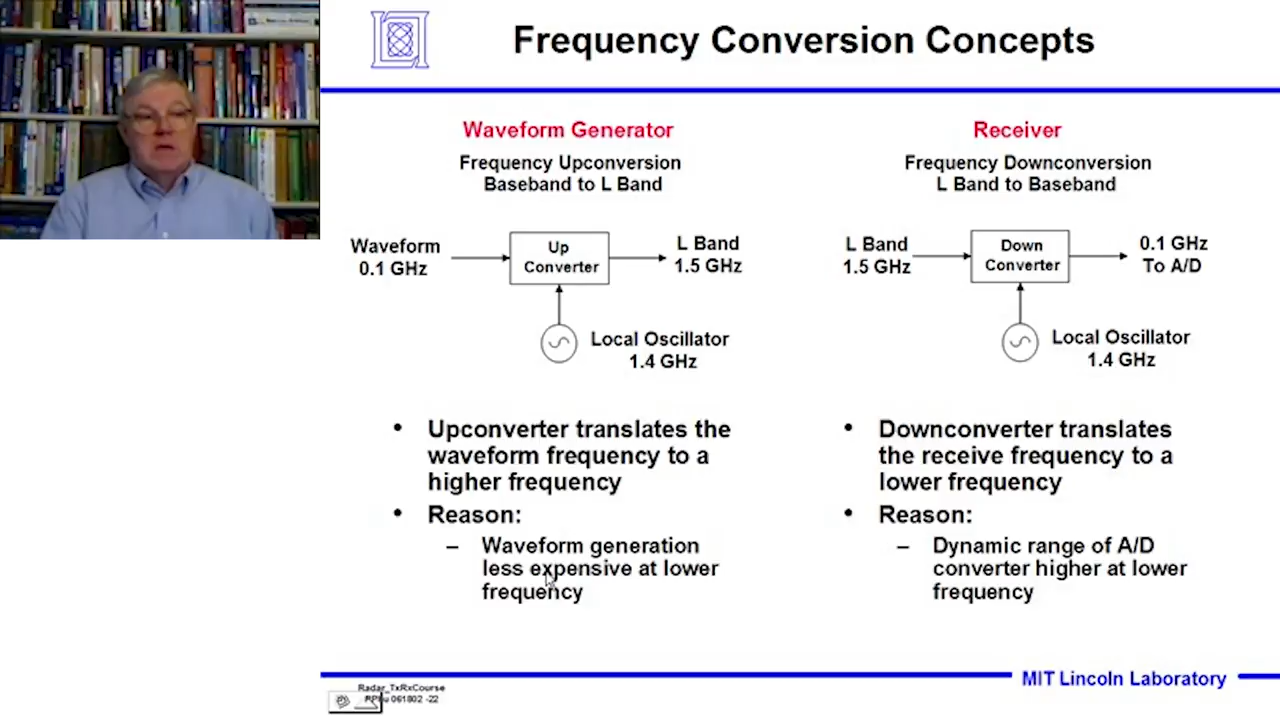 Frequency Conversion Concepts
Waveform Generator
Frequency Upconversion
Baseband to L Band
Waveform
0.1 GHz
Up
Converter
L Band
1.5 GHz
Local Oscillator
1.4 GHz
• Upconverter translates the
waveform frequency to a
higher frequency
• Reason:
– Waveform generation
less expensive at lower
frequency
Receiver
Frequency Downconversion
L Band to Baseband
L Band
1.5 GHz
Down
Converter
0.1 GHz
To A/D
Local Oscillator
1.4 GHz
• Downconverter translates
the receive frequency to a
lower frequency
• Reason:
– Dynamic range of A/D
converter higher at lower
frequency
MIT Lincoln Laboratory
Radar_TxRxCourse
061802 -22